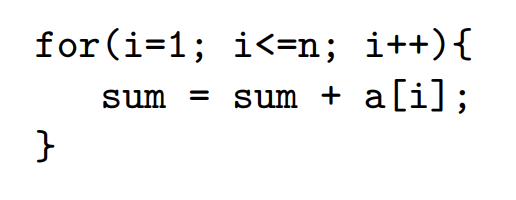 for(i=1; i<=n; i++){
   sum = sum + a[i];
}